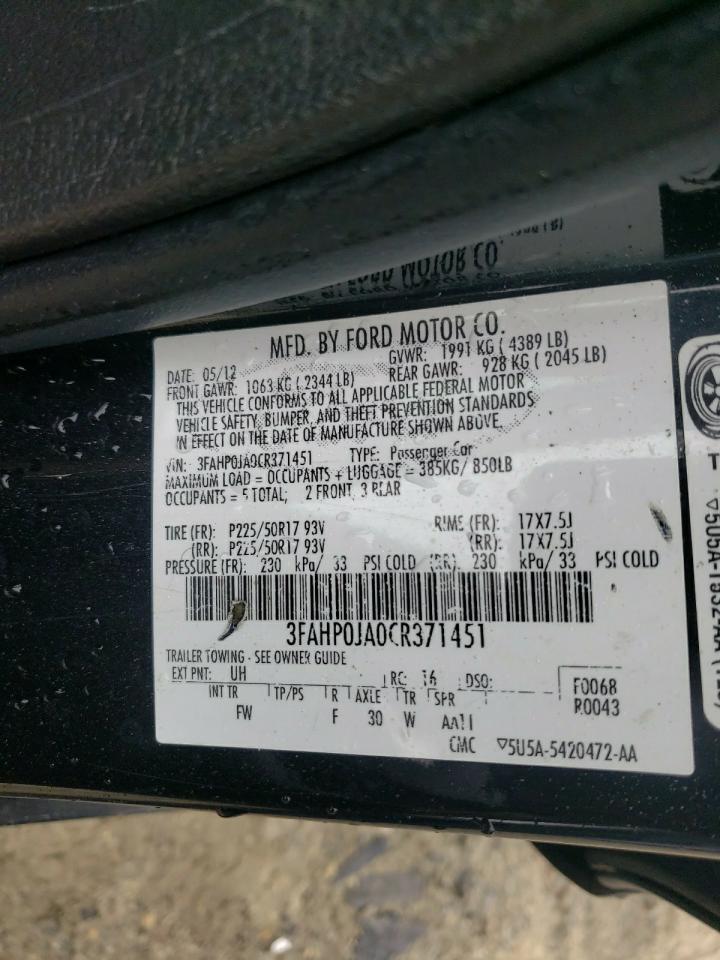 MFD. BY FORD MOTOR CO.
DATE: 05/12 GVWR: 1991 KG ( 4389 LB)
FRONT GAWR: 1063 KG ( 2344 LB) REAR GAWR: 928 KG ( 2045 LB)
THIS VEHICLE CONFORMS TO ALL APPLICABLE FEDERAL MOTOR
VEHICLE SAFETY, BUMPER, AND THEFT PREVENTION STANDARDS
IN EFFECT ON THE DATE OF MANUFACTURE SHOWN ABOVE.
VIN: 3FAHP0JA0CR371451 TYPE: Passenger Car
MAXIMUM LOAD = OCCUPANTS + LUGGAGE = 385KG/ 850LB
OCCUPANTS = 5 TOTAL; 2 FRONT, 3 REAR
TIRE (FR): P225/50R17 93V RIME (FR): 17X7.5J
(RR): P225/50R17 93V (RR): 17X7.5J
PRESSURE (FR): 230 kPa/ 33 PSI COLD (RR): 230 kPa/ 33 PSI COLD
3FAHP0JA0CR371451
TRAILER TOWING - SEE OWNER GUIDE
EXT PNT: UH RC: 16 DSO: F0068
INT TR TP/PS R AXLE TR SPR R0043
FW F 30 W AA11
CMC ▽5U5A-5420472-AA